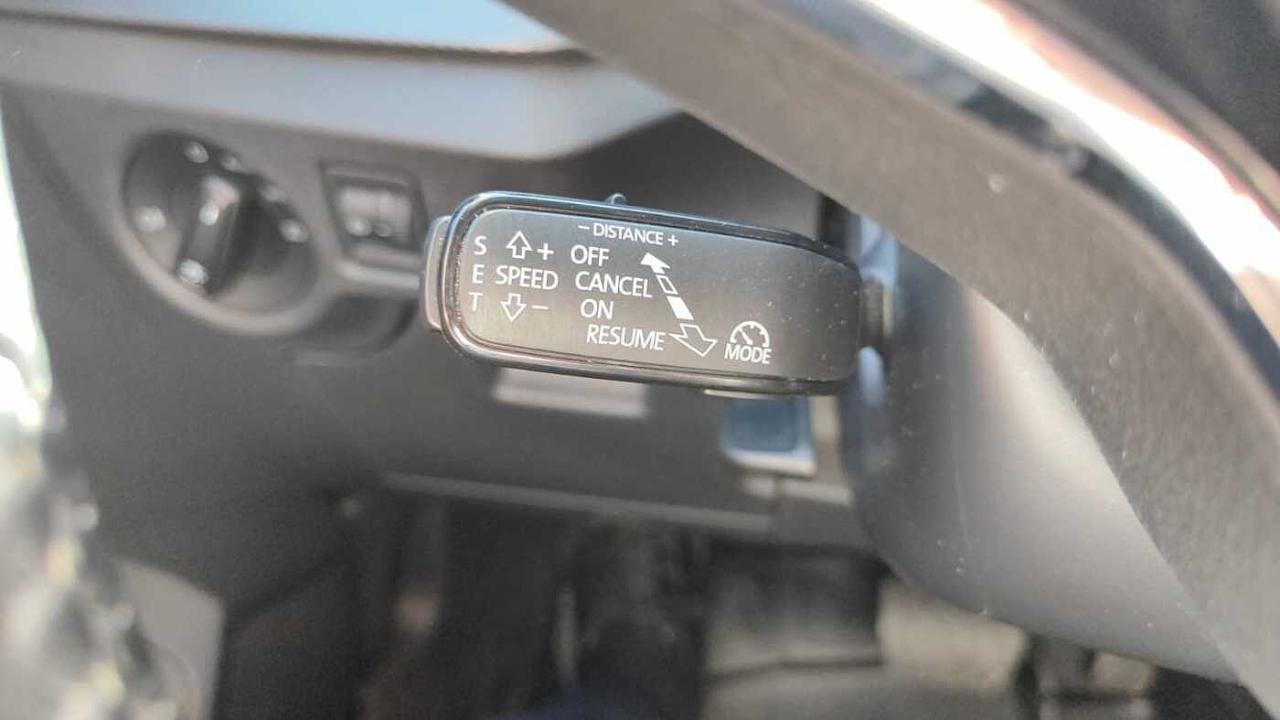 − DISTANCE +
S + OFF
E SPEED CANCEL
T − ON
RESUME
MODE